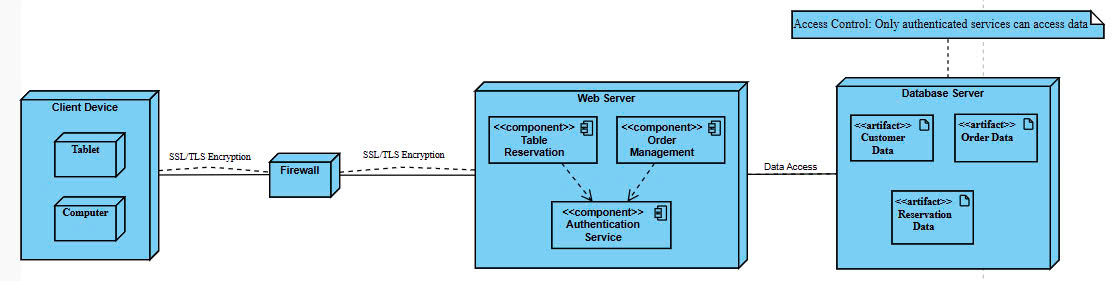 Access Control: Only authenticated services can access data
Client Device
Tablet
Computer
SSL/TLS Encryption
Firewall
SSL/TLS Encryption
Web Server
<<component>>
Table
Reservation
<<component>>
Order
Management
<<component>>
Authentication
Service
Data Access
Database Server
<<artifact>>
Customer
Data
<<artifact>>
Order Data
<<artifact>>
Reservation
Data